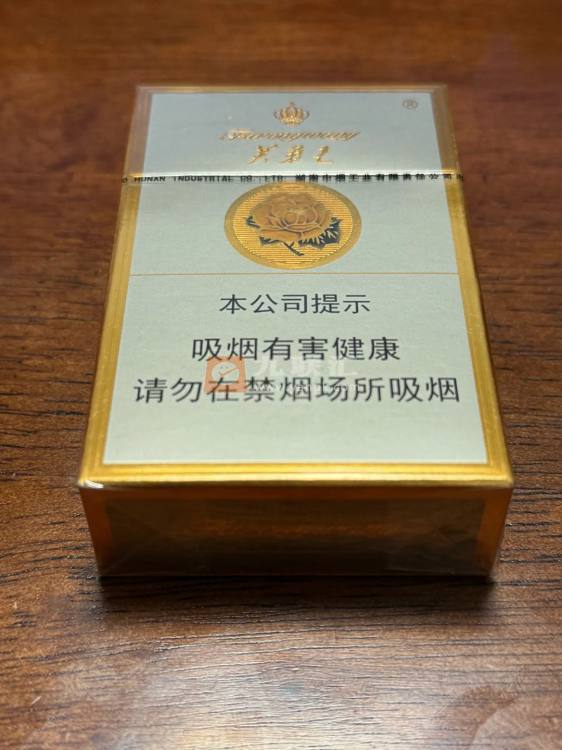 ®
Furongwang
芙蓉王
HUNAN INDUSTRIAL CO.,LTD. 湖南中烟工业有限责任公司
本公司提示
吸烟有害健康
请勿在禁烟场所吸烟